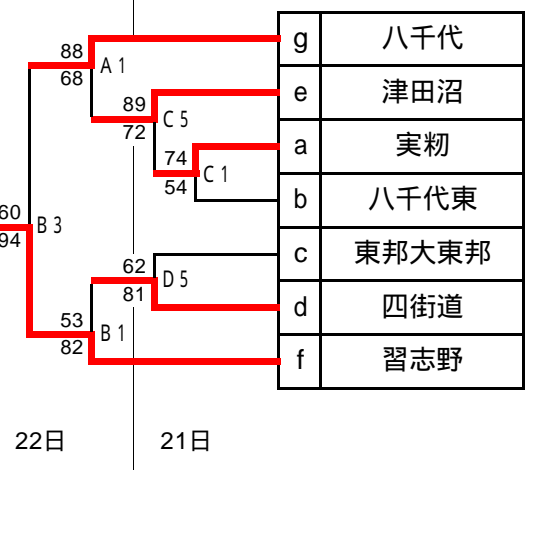 g 八千代
88
A1
68
e 津田沼
89
C5
72
a 実籾
74
C1
54
b 八千代東
60
B3
94
c 東邦大東邦
62
D5
81
d 四街道
53
B1
82
f 習志野
22日 21日